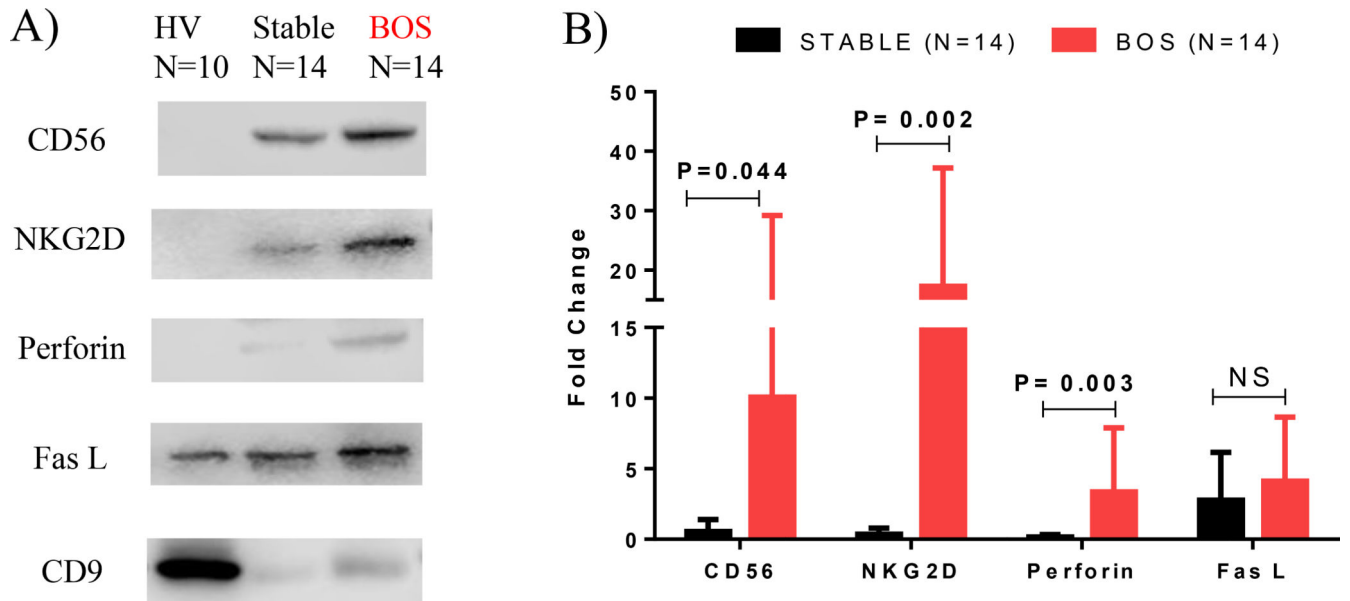 A)
HV Stable BOS
N=10 N=14 N=14
CD56
NKG2D
Perforin
Fas L
CD9
B)
STABLE (N=14) BOS (N=14)
Fold Change
50
40
30
20
15
10
5
0
P=0.044
P= 0.002
P= 0.003
NS
CD56 NKG2D Perforin Fas L